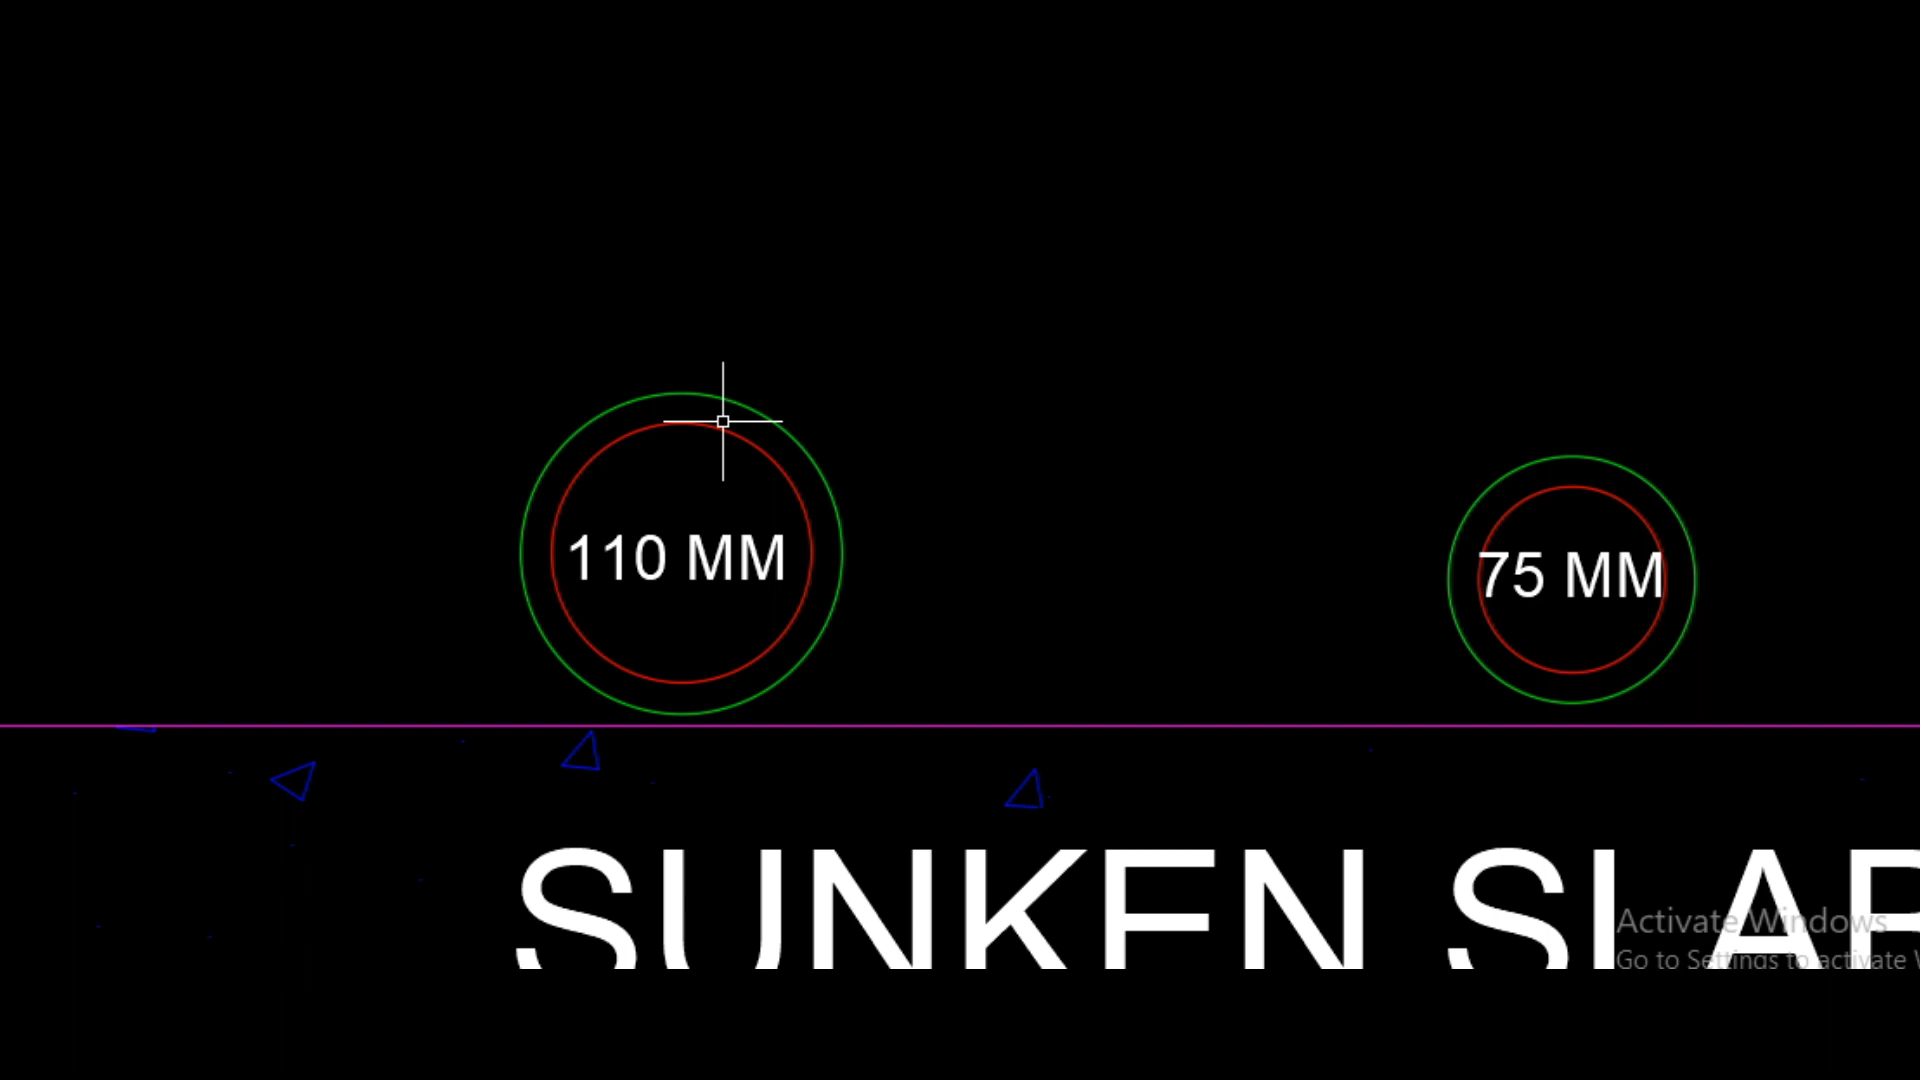 110 MM
75 MM
SUNKEN SLAB
Activate Windows
Go to Settings to activate